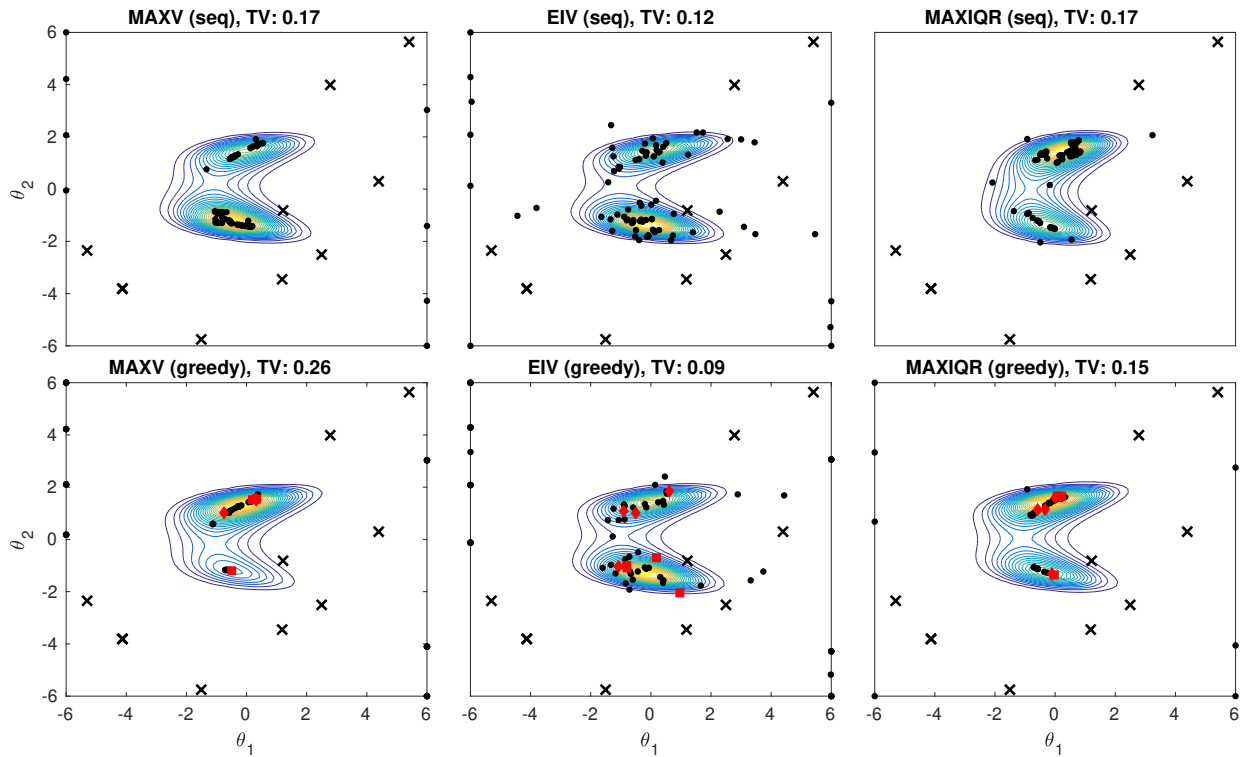 MAXV (seq), TV: 0.17
EIV (seq), TV: 0.12
MAXIQR (seq), TV: 0.17
6
4
2
0
-2
-4
-6
θ2
MAXV (greedy), TV: 0.26
EIV (greedy), TV: 0.09
MAXIQR (greedy), TV: 0.15
6
4
2
0
-2
-4
-6
θ2
-6 -4 -2 0 2 4 6
-6 -4 -2 0 2 4 6
-6 -4 -2 0 2 4 6
θ1
θ1
θ1